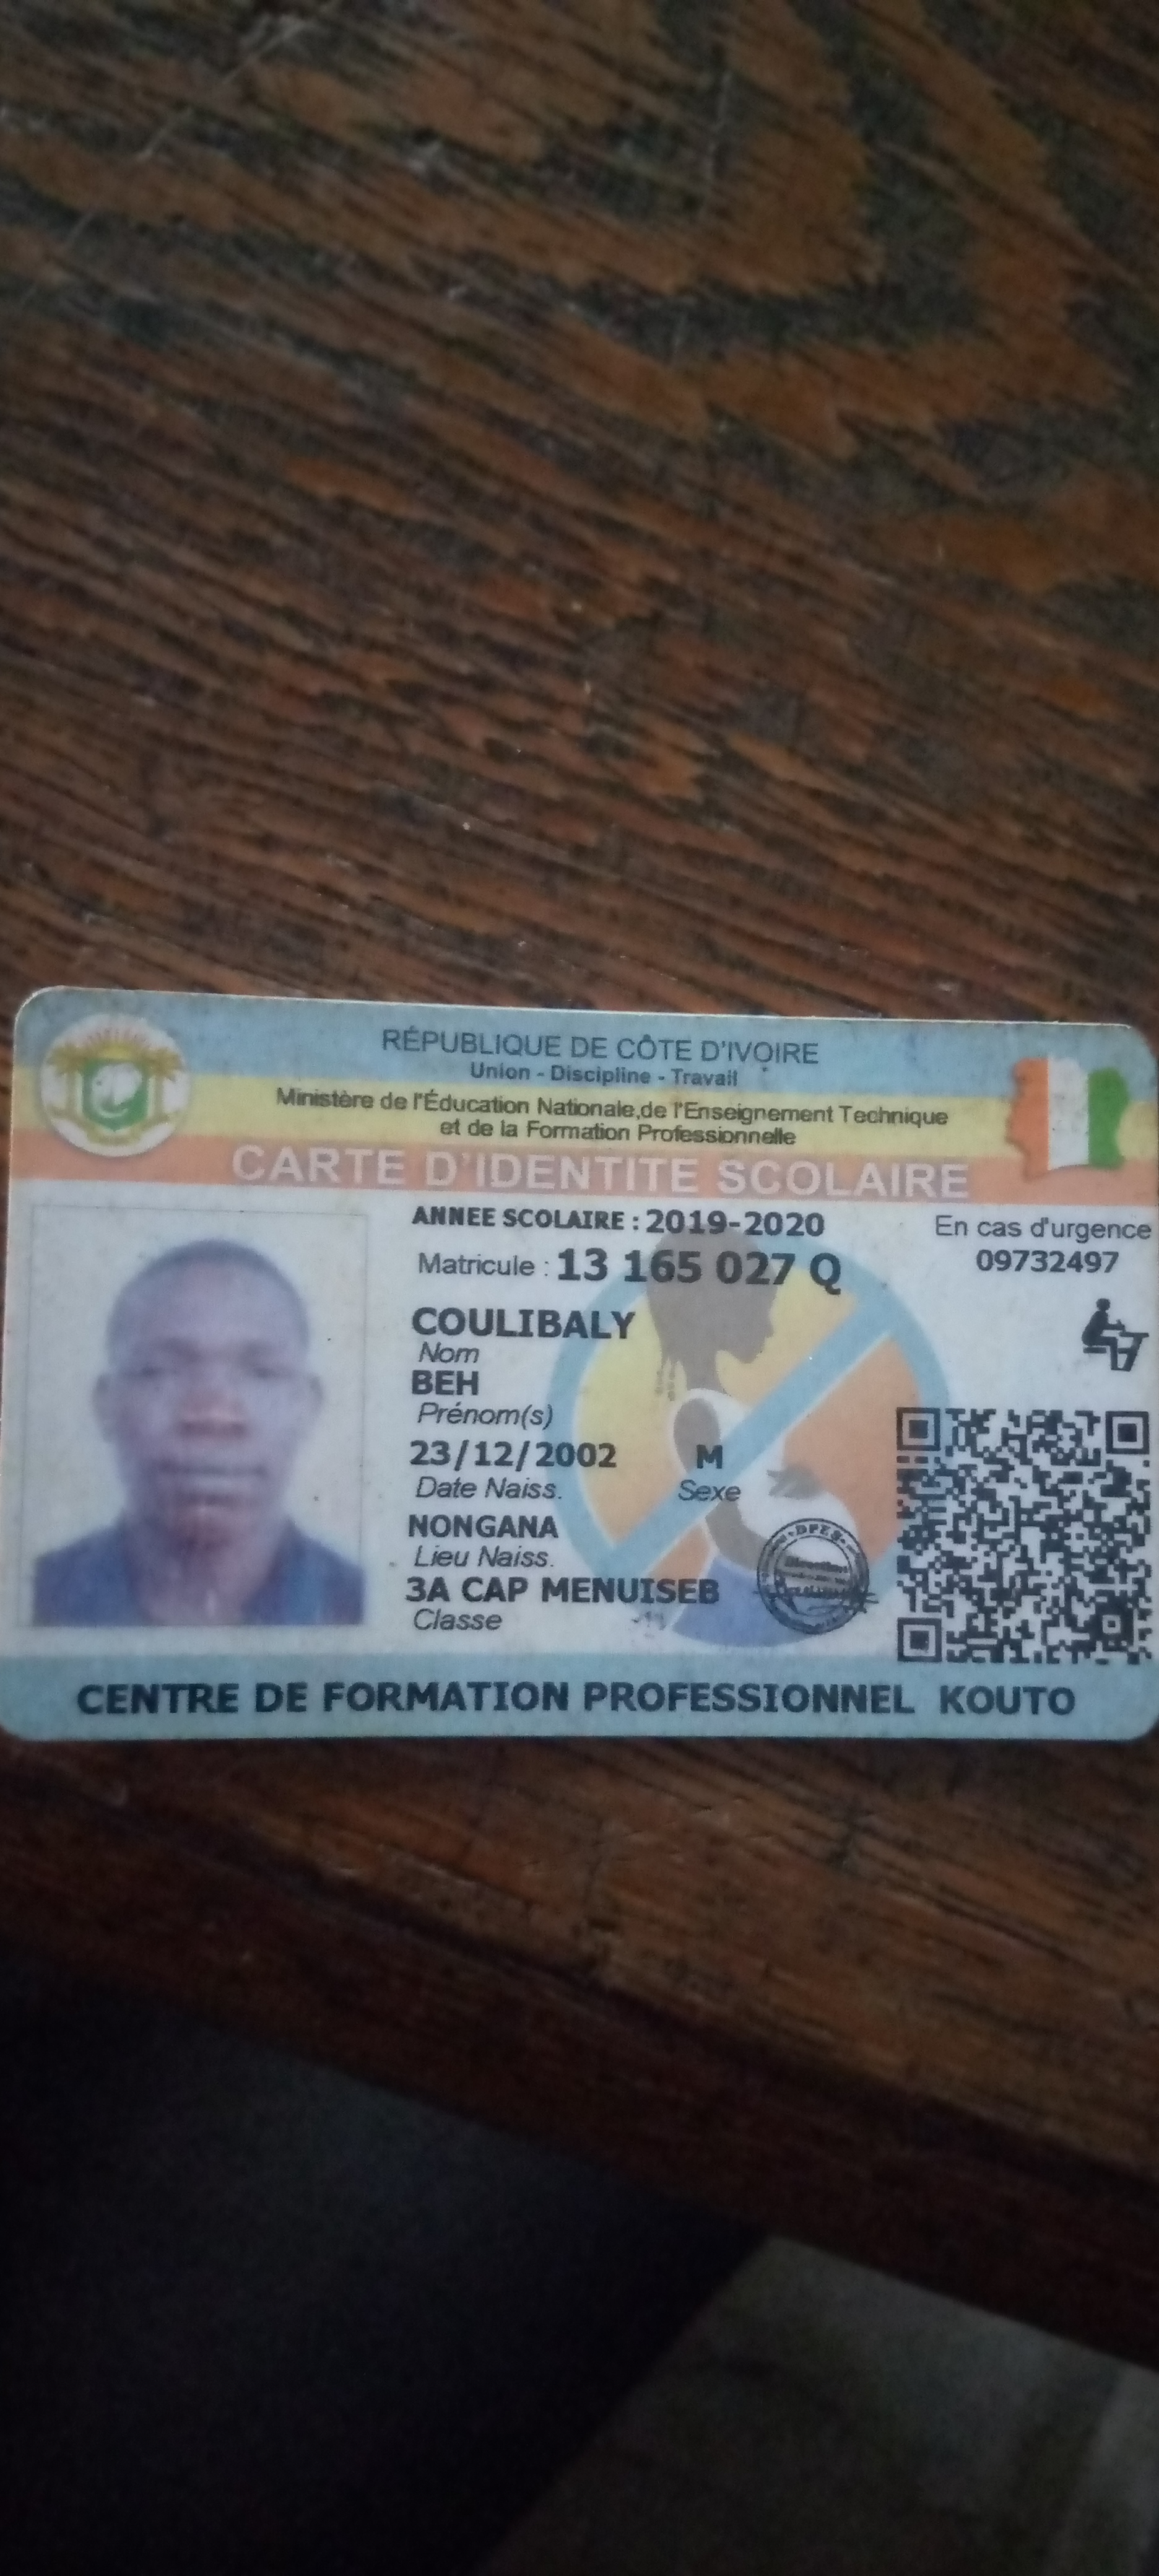 RÉPUBLIQUE DE CÔTE D'IVOIRE
Union - Discipline - Travail
Ministère de l'Éducation Nationale,de l'Enseignement Technique
et de la Formation Professionnelle
CARTE D'IDENTITE SCOLAIRE
ANNEE SCOLAIRE : 2019-2020
En cas d'urgence
09732497
Matricule : 13 165 027 Q
COULIBALY
Nom
BEH
Prénom(s)
23/12/2002 M
Date Naiss. Sexe
NONGANA
Lieu Naiss.
3A CAP MENUISEB
Classe
CENTRE DE FORMATION PROFESSIONNEL KOUTO